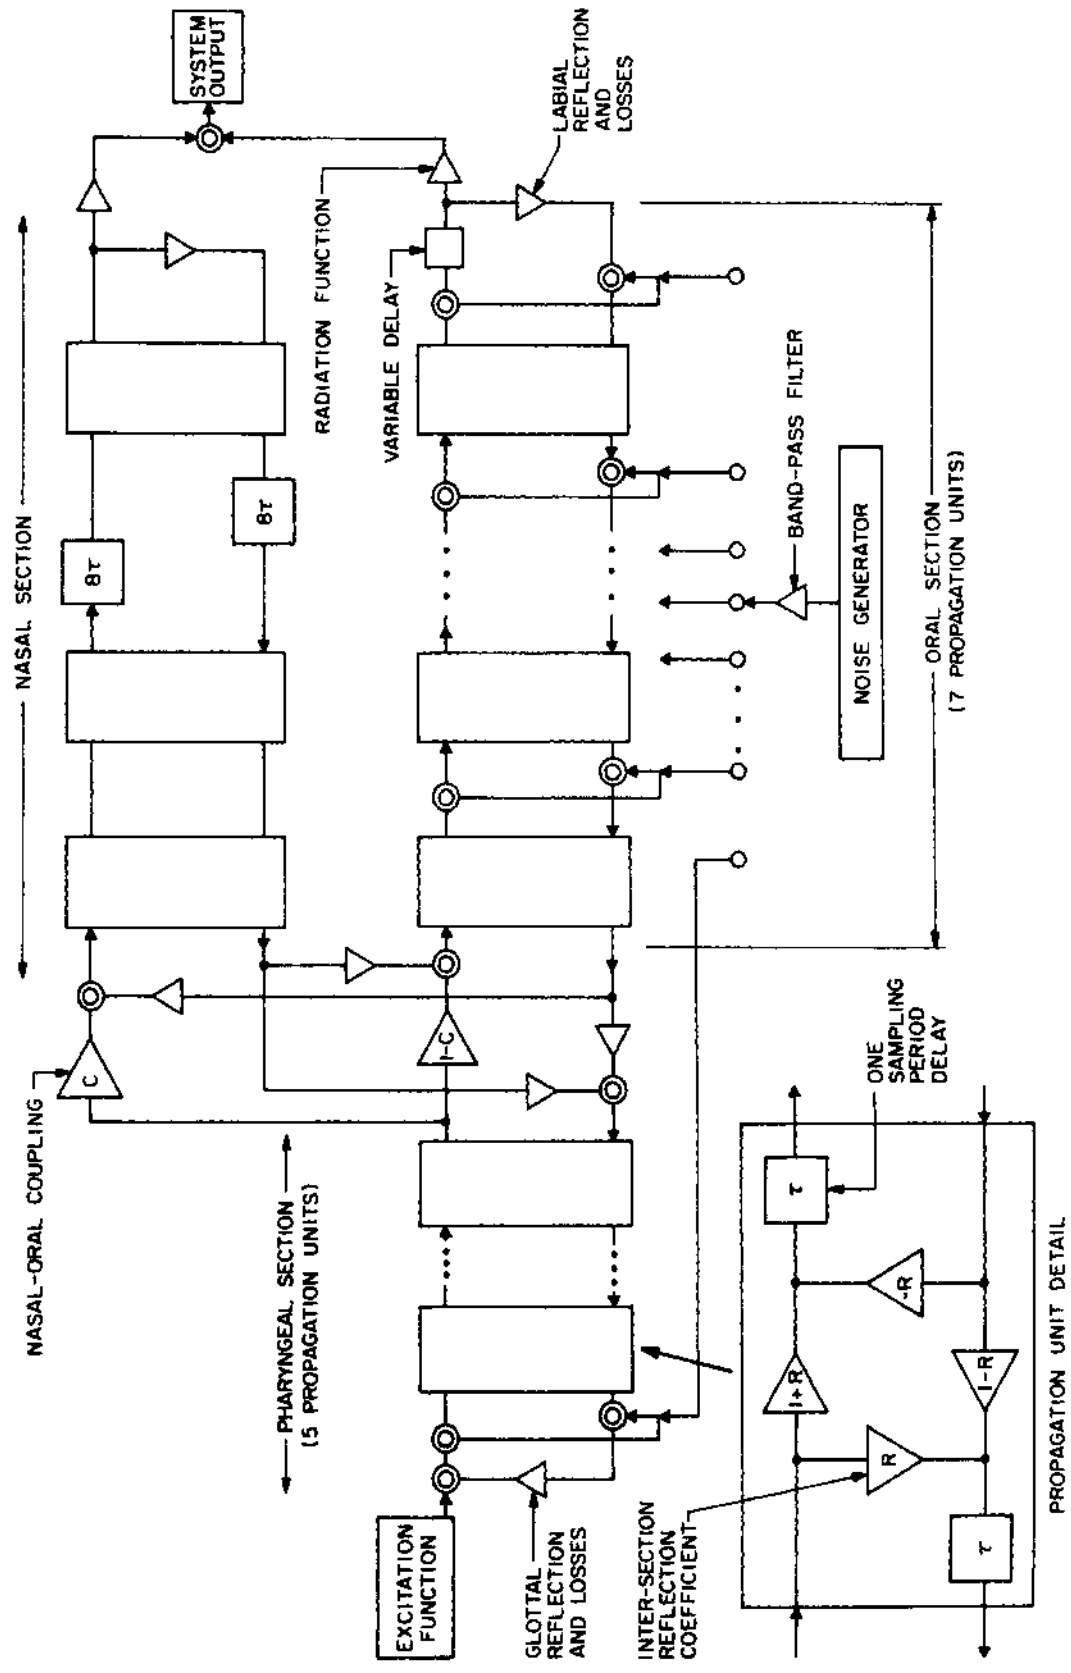 NASAL SECTION
SYSTEM
OUTPUT
8τ
8τ
NASAL-ORAL COUPLING
C
RADIATION FUNCTION
VARIABLE DELAY
PHARYNGEAL SECTION
(5 PROPAGATION UNITS)
1-C
LABIAL
REFLECTION
AND
LOSSES
EXCITATION
FUNCTION
GLOTTAL
REFLECTION
AND LOSSES
BAND-PASS FILTER
NOISE GENERATOR
ORAL SECTION
(7 PROPAGATION UNITS)
INTER-SECTION
REFLECTION
COEFFICIENT
ONE
SAMPLING
PERIOD
DELAY
1+R
τ
R
-R
τ
1-R
PROPAGATION UNIT DETAIL